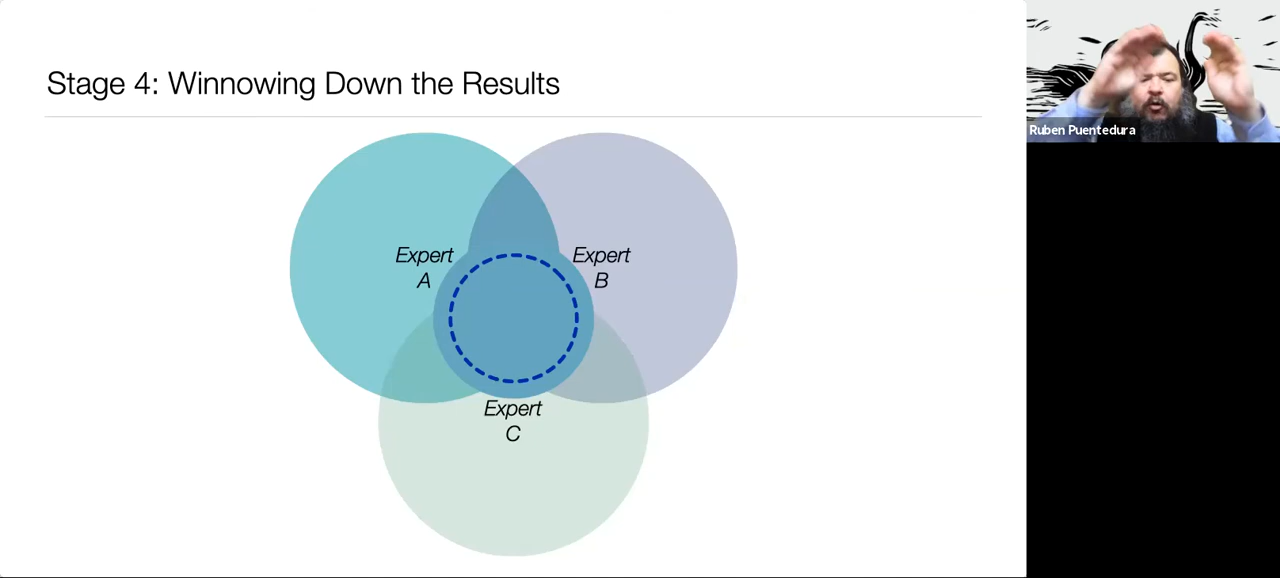 Stage 4: Winnowing Down the Results
Expert
A
Expert
B
Expert
C
Ruben Puentedura